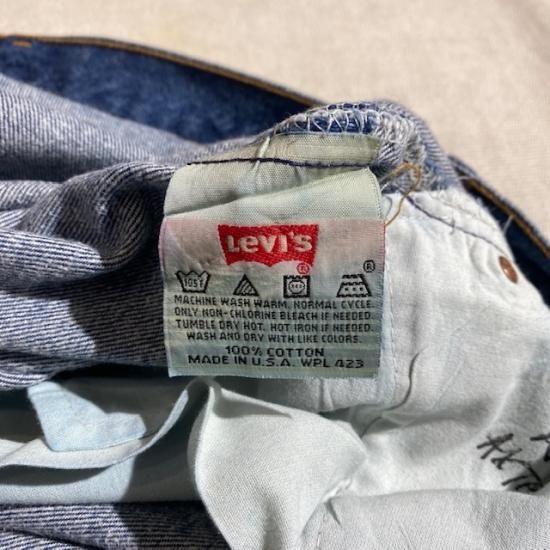 LEVI'S
®
105F ®
MACHINE WASH WARM. NORMAL CYCLE.
ONLY NON-CHLORINE BLEACH IF NEEDED.
TUMBLE DRY HOT. HOT IRON IF NEEDED.
WASH AND DRY WITH LIKE COLORS.
100% COTTON
MADE IN U.S.A. WPL 423